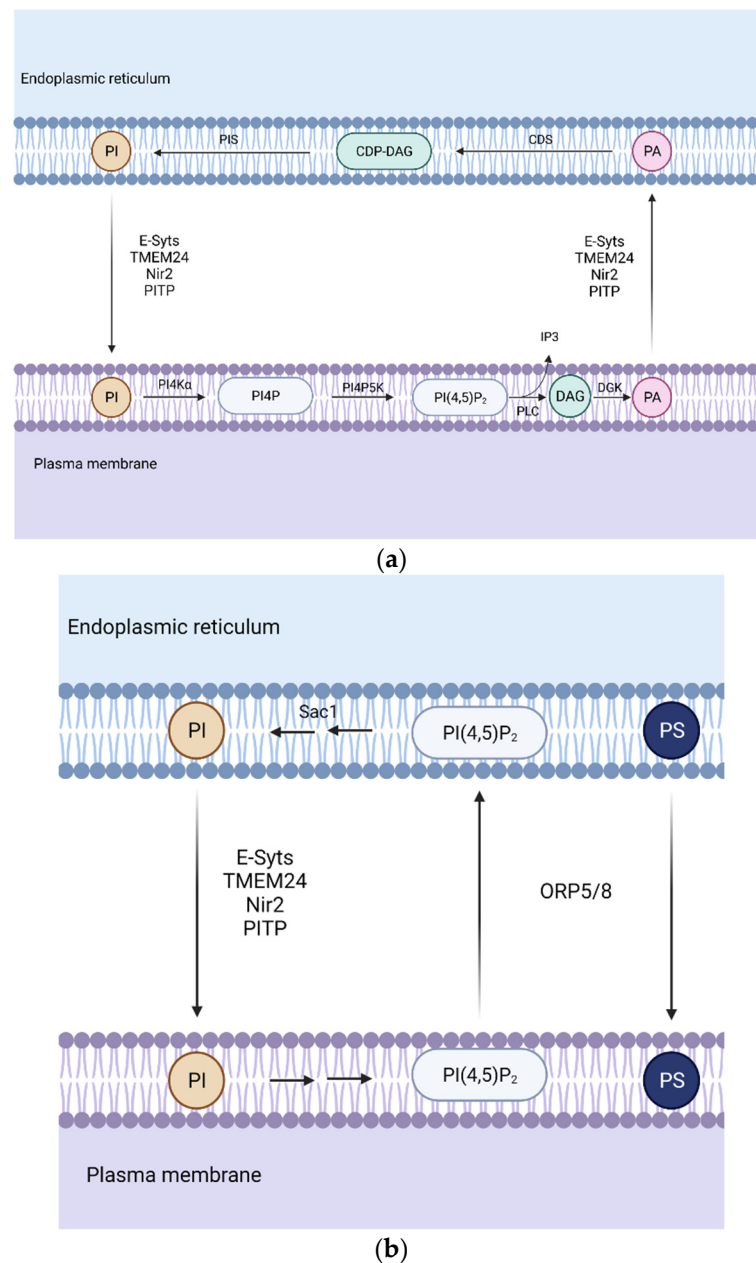 Endoplasmic reticulum
PI
PIS
CDP-DAG
CDS
PA
E-Syts
TMEM24
Nir2
PITP
E-Syts
TMEM24
Nir2
PITP
IP3
PI
PI4Kα
PI4P
PI4P5K
PI(4,5)P₂
PLC
DAG
DGK
PA
Plasma membrane
(a)
Endoplasmic reticulum
PI
Sac1
PI(4,5)P₂
PS
E-Syts
TMEM24
Nir2
PITP
ORP5/8
PI
PI(4,5)P₂
PS
Plasma membrane
(b)